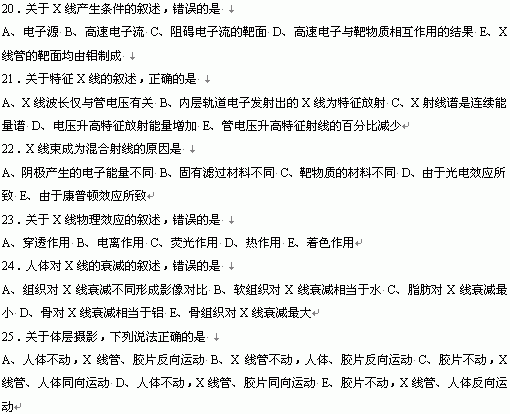 20．关于 X 线产生条件的叙述，错误的是 ↓
A、电子源 B、高速电子流 C、阻碍电子流的靶面 D、高速电子与靶物质相互作用的结果 E、X
线管的靶面均由钼制成 ↓
21．关于特征 X 线的叙述，正确的是 ↓
A、X 线波长仅与管电压有关 B、内层轨道电子发射出的 X 线为特征放射 C、X 射线谱是连续能
量谱 D、电压升高特征放射能量增加 E、管电压升高特征射线的百分比减少↙
22．X 线束成为混合射线的原因是 ↓
A、阴极产生的电子能量不同 B、固有滤过材料不同 C、靶物质的材料不同 D、由于光电效应所
致 E、由于康普顿效应所致↙
23．关于 X 线物理效应的叙述，错误的是 ↓
A、穿透作用 B、电离作用 C、荧光作用 D、热作用 E、着色作用↙
24．人体对 X 线的衰减的叙述，错误的是 ↓
A、组织对 X 线衰减不同形成影像对比 B、软组织对 X 线衰减相当于水 C、脂肪对 X 线衰减最
小 D、骨对 X 线衰减相当于铝 E、骨组织对 X 线衰减最大↙
25．关于体层摄影，下列说法正确的是 ↓
A、人体不动，X 线管、胶片反向运动 B、X 线管不动，人体、胶片反向运动 C、胶片不动，X
线管、人体同向运动 D、人体不动，X 线管、胶片同向运动 E、胶片不动，X 线管、人体反向运
动↙